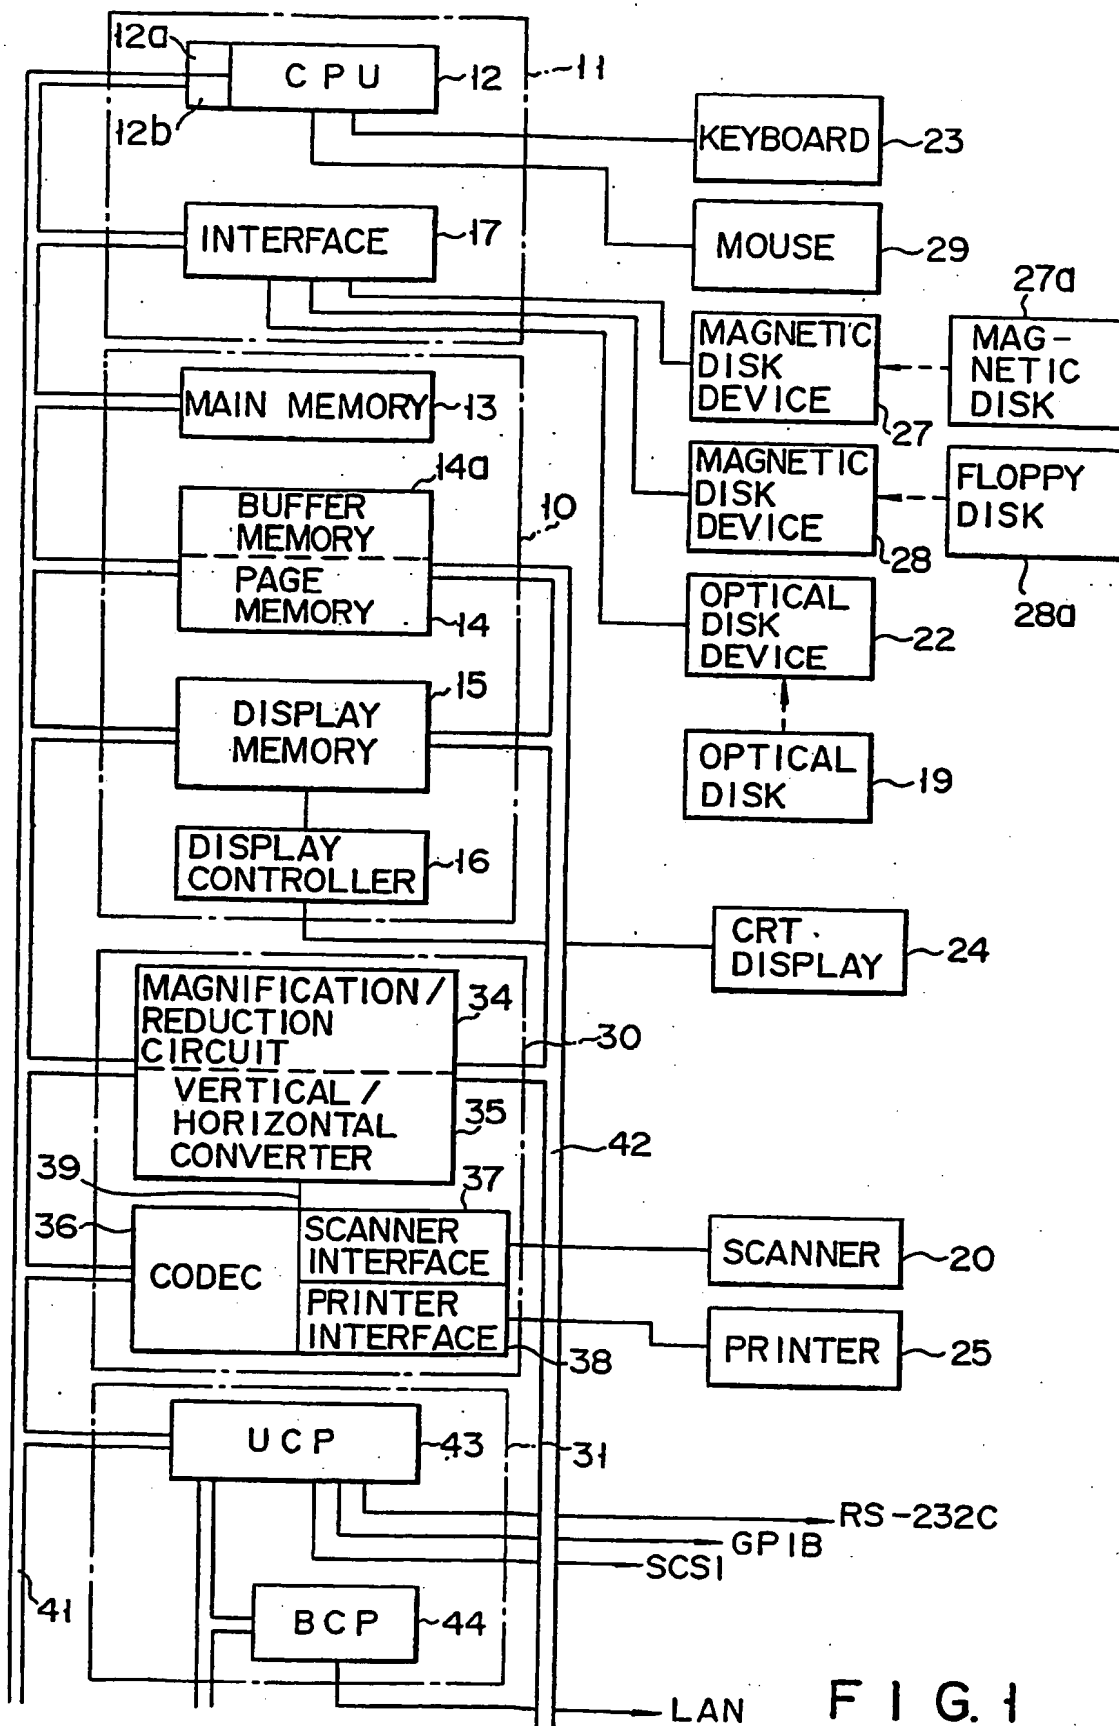 12a
CPU
12
11
12b
KEYBOARD
23
INTERFACE
17
MOUSE
29
27a
MAGNETIC
DISK
DEVICE
27
MAG-
NETIC
DISK
MAIN MEMORY
13
14a
BUFFER
MEMORY
10
MAGNETIC
DISK
DEVICE
28
FLOPPY
DISK
28a
PAGE
MEMORY
14
OPTICAL
DISK
DEVICE
22
15
DISPLAY
MEMORY
OPTICAL
DISK
19
DISPLAY
CONTROLLER
16
CRT
DISPLAY
24
MAGNIFICATION/
REDUCTION
CIRCUIT
34
30
VERTICAL/
HORIZONTAL
CONVERTER
35
42
39
37
36
SCANNER
INTERFACE
SCANNER
20
CODEC
PRINTER
INTERFACE
38
PRINTER
25
UCP
43
31
RS-232C
GPIB
SCSI
41
BCP
44
LAN
FIG. 1